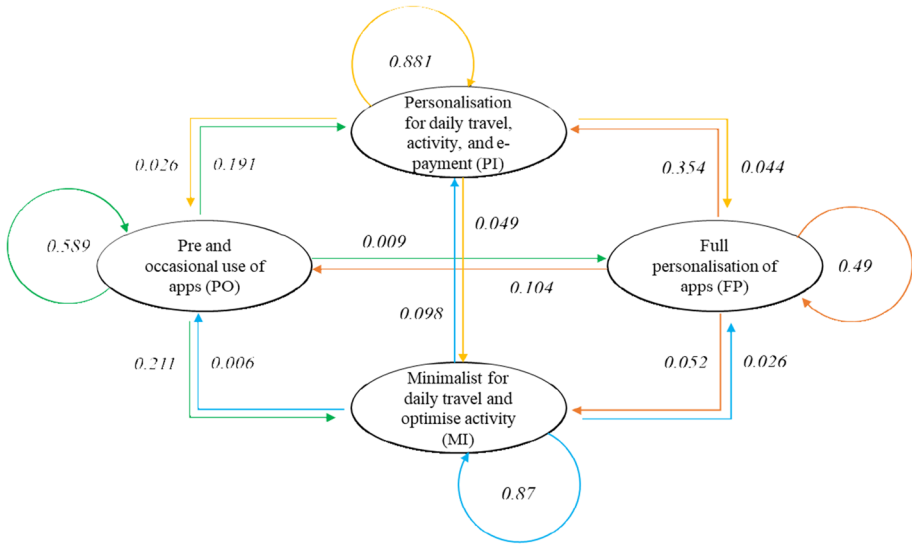 0.881
Personalisation
for daily travel,
activity, and e-
payment (PI)
0.026
0.191
0.354
0.044
0.589
Pre and
occasional use of
apps (PO)
0.049
0.009
Full
personalisation of
apps (FP)
0.49
0.104
0.098
0.211
0.006
0.052
0.026
Minimalist for
daily travel and
optimise activity
(MI)
0.87